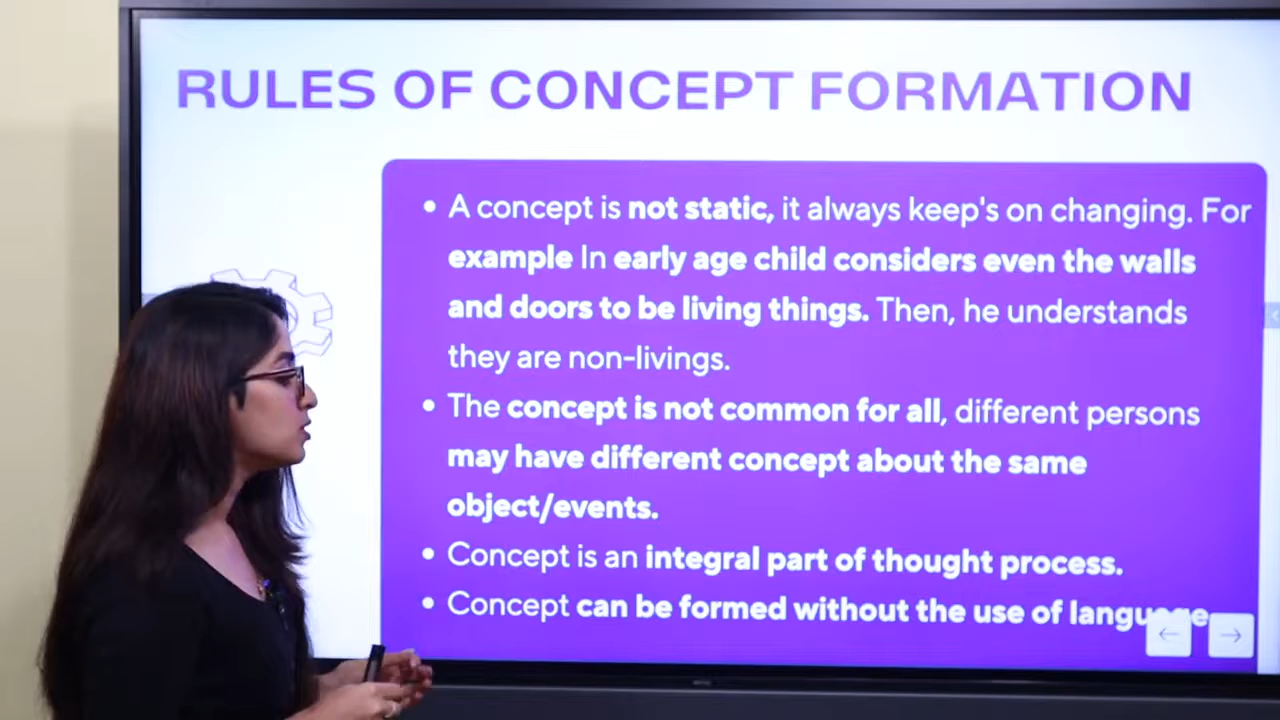 RULES OF CONCEPT FORMATION
• A concept is not static, it always keep's on changing. For
example In early age child considers even the walls
and doors to be living things. Then, he understands
they are non-livings.
• The concept is not common for all, different persons
may have different concept about the same
object/events.
• Concept is an integral part of thought process.
• Concept can be formed without the use of language